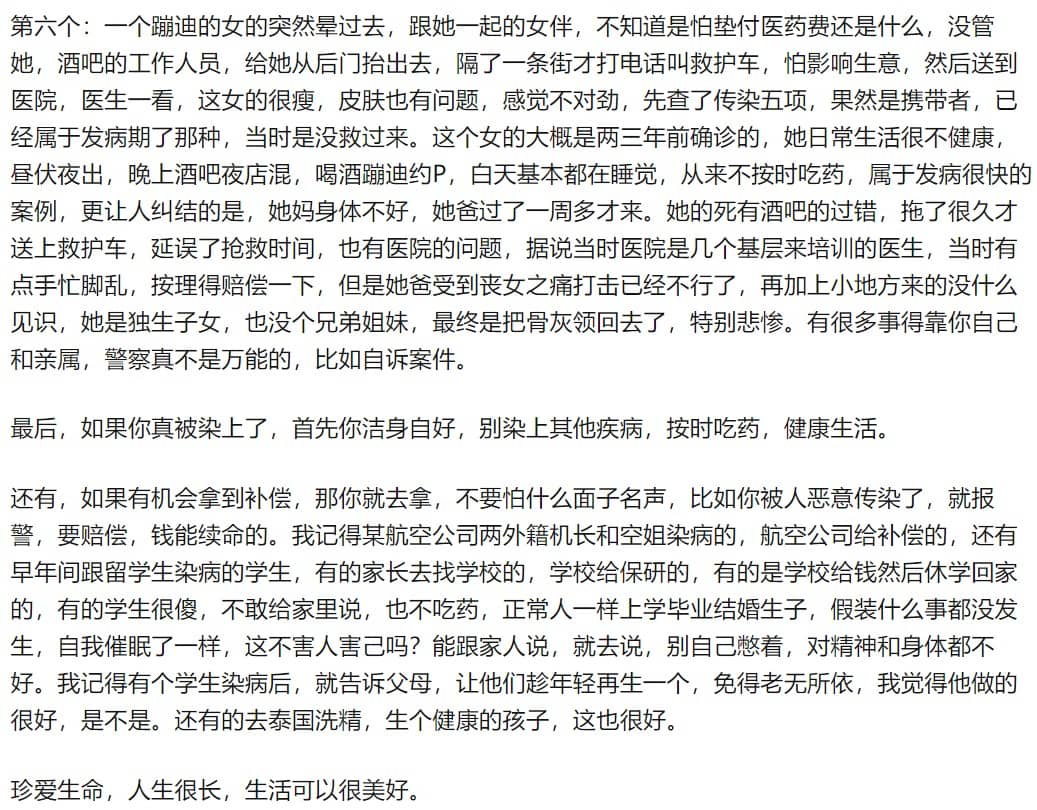 第六个：一个蹦迪的女的突然晕过去，跟她一起的女伴，不知道是怕垫付医药费还是什么，没管
她，酒吧的工作人员，给她从后门抬出去，隔了一条街才打电话叫救护车，怕影响生意，然后送到
医院，医生一看，这女的很瘦，皮肤也有问题，感觉不对劲，先查了传染五项，果然是携带者，已
经属于发病期了那种，当时是没救过来。这个女的大概是两三年前确诊的，她日常生活很不健康，
昼伏夜出，晚上酒吧夜店混，喝酒蹦迪约P，白天基本都在睡觉，从来不按时吃药，属于发病很快的
案例，更让人纠结的是，她妈身体不好，她爸过了一周多才来。她的死有酒吧的过错，拖了很久才
送上救护车，延误了抢救时间，也有医院的问题，据说当时医院是几个基层来培训的医生，当时有
点手忙脚乱，按理得赔偿一下，但是她爸受到丧女之痛打击已经不行了，再加上小地方来的没什么
见识，她是独生子女，也没个兄弟姐妹，最终是把骨灰领回去了，特别悲惨。有很多事得靠你自己
和亲属，警察真不是万能的，比如自诉案件。
最后，如果你真被染上了，首先你洁身自好，别染上其他疾病，按时吃药，健康生活。
还有，如果有机会拿到补偿，那你就去拿，不要怕什么面子名声，比如你被人恶意传染了，就报
警，要赔偿，钱能续命的。我记得某航空公司两外籍机长和空姐染病的，航空公司给补偿的，还有
早年间跟留学生染病的学生，有的家长去找学校的，学校给保研的，有的是学校给钱然后休学回家
的，有的学生很傻，不敢给家里说，也不吃药，正常人一样上学毕业结婚生子，假装什么事都没发
生，自我催眠了一样，这不害人害己吗？能跟家人说，就去说，别自己憋着，对精神和身体都不
好。我记得有个学生染病后，就告诉父母，让他们趁年轻再生一个，免得老无所依，我觉得他做的
很好，是不是。还有的去泰国洗精，生个健康的孩子，这也很好。
珍爱生命，人生很长，生活可以很美好。